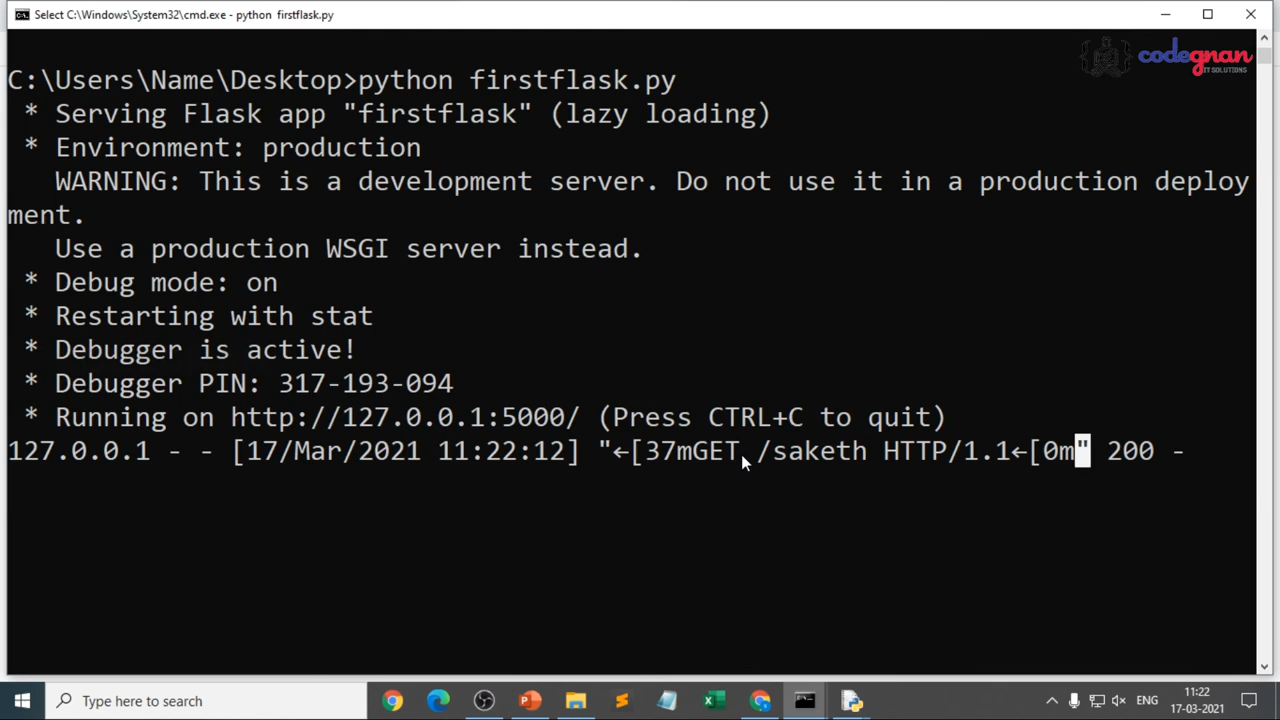 Select C:\Windows\System32\cmd.exe - python  firstflask.py
codegnan
IT SOLUTIONS
C:\Users\Name\Desktop>python firstflask.py
 * Serving Flask app "firstflask" (lazy loading)
 * Environment: production
   WARNING: This is a development server. Do not use it in a production deploy
ment.
   Use a production WSGI server instead.
 * Debug mode: on
 * Restarting with stat
 * Debugger is active!
 * Debugger PIN: 317-193-094
 * Running on http://127.0.0.1:5000/ (Press CTRL+C to quit)
127.0.0.1 - - [17/Mar/2021 11:22:12] "←[37mGET /saketh HTTP/1.1←[0m" 200 -
Type here to search
ENG
11:22
17-03-2021